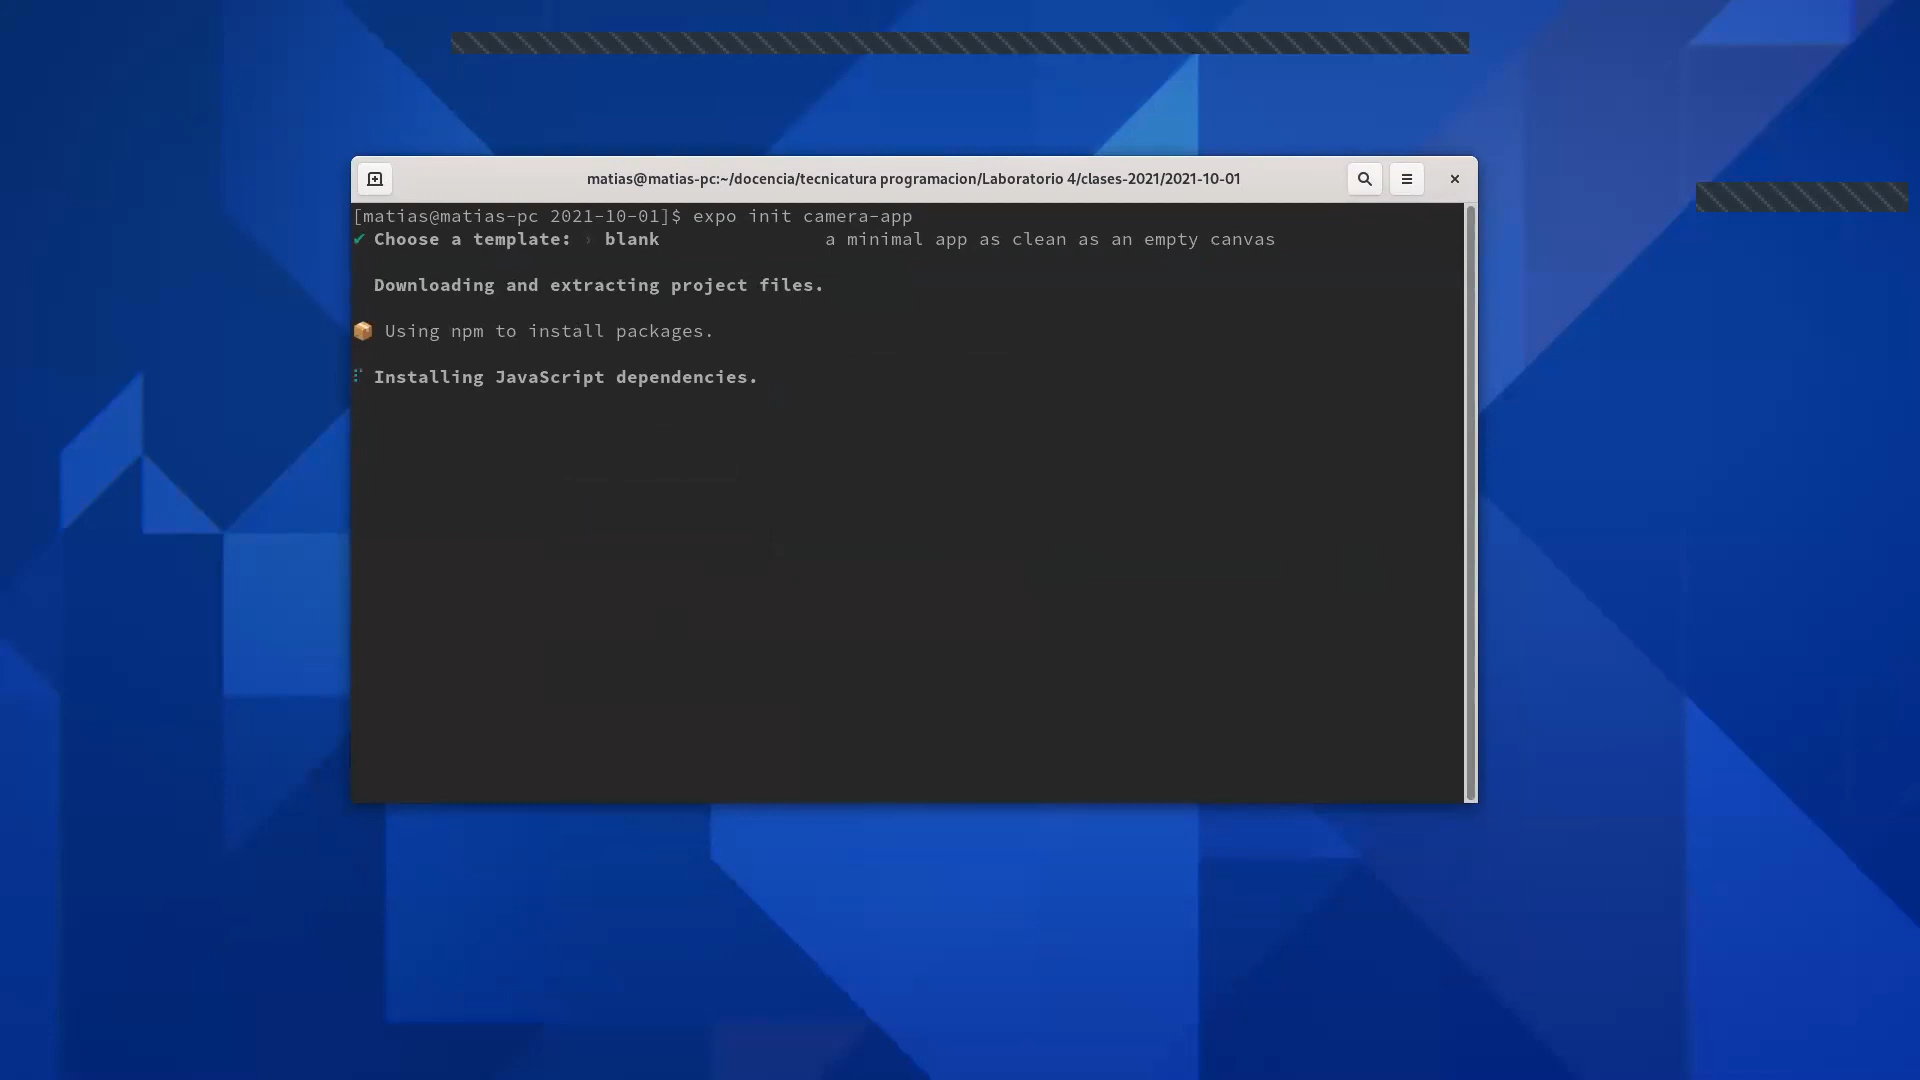 matias@matias-pc:~/docencia/tecnicatura programacion/Laboratorio 4/clases-2021/2021-10-01
[matias@matias-pc 2021-10-01]$ expo init camera-app
✔ Choose a template: › blank                a minimal app as clean as an empty canvas
Downloading and extracting project files.
📦 Using npm to install packages.
⠏ Installing JavaScript dependencies.